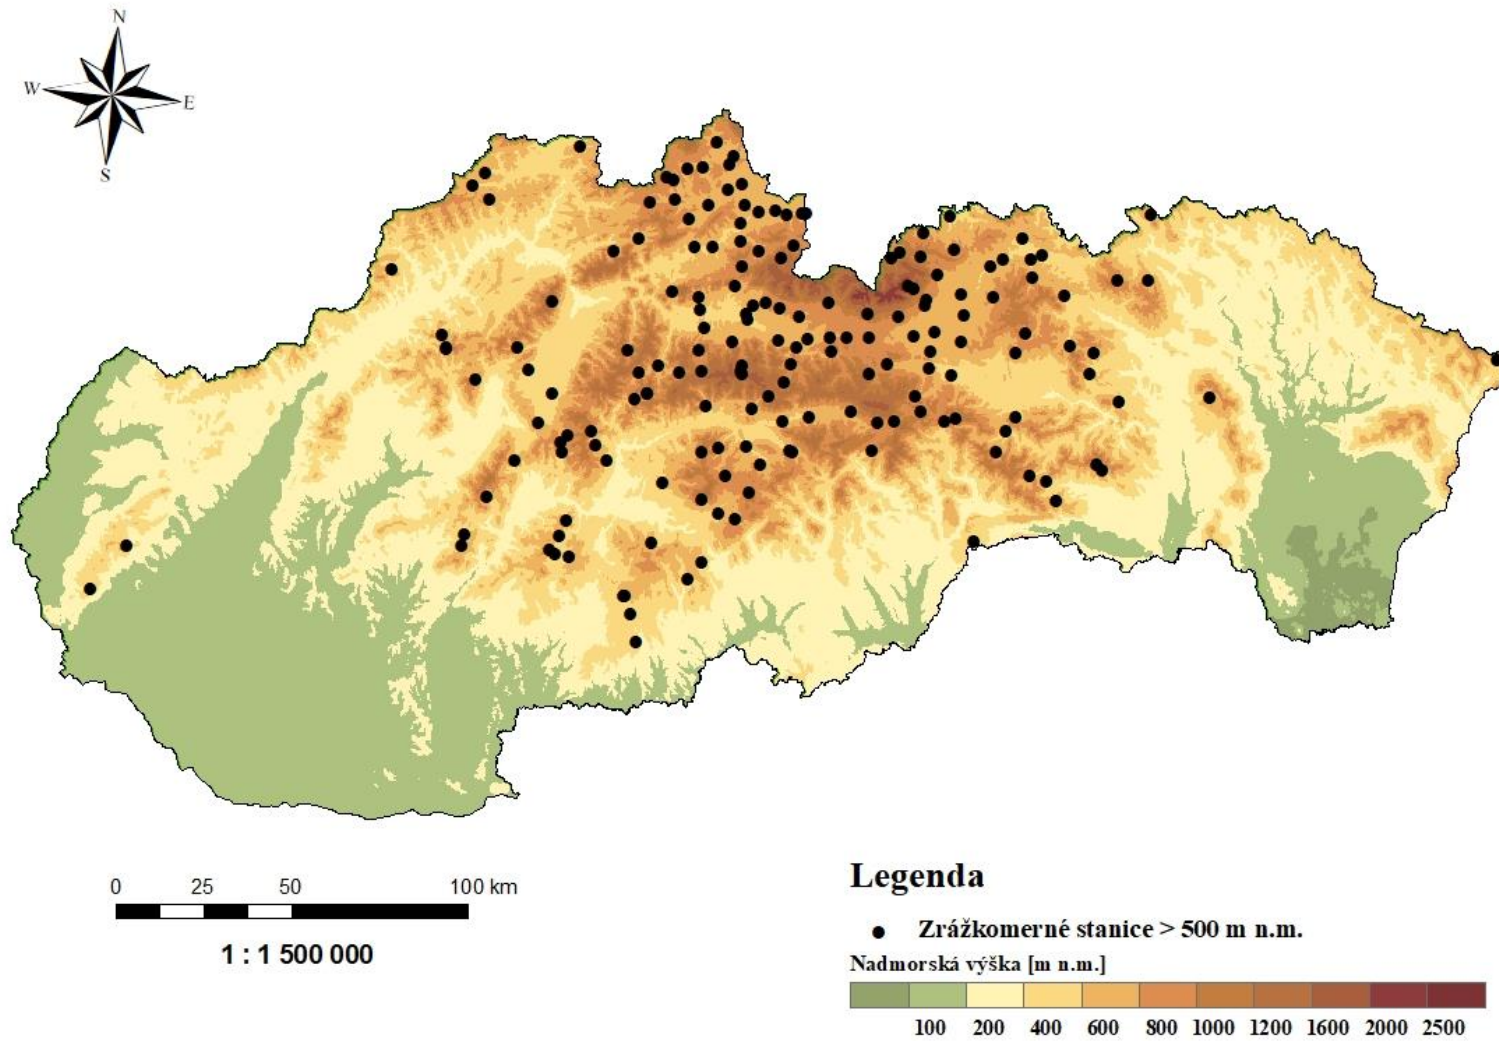 N
W
E
S
0 25 50 100 km
1 : 1 500 000
Legenda
Zrážkomerné stanice > 500 m n.m.
Nadmorská výška [m n.m.]
100 200 400 600 800 1000 1200 1600 2000 2500